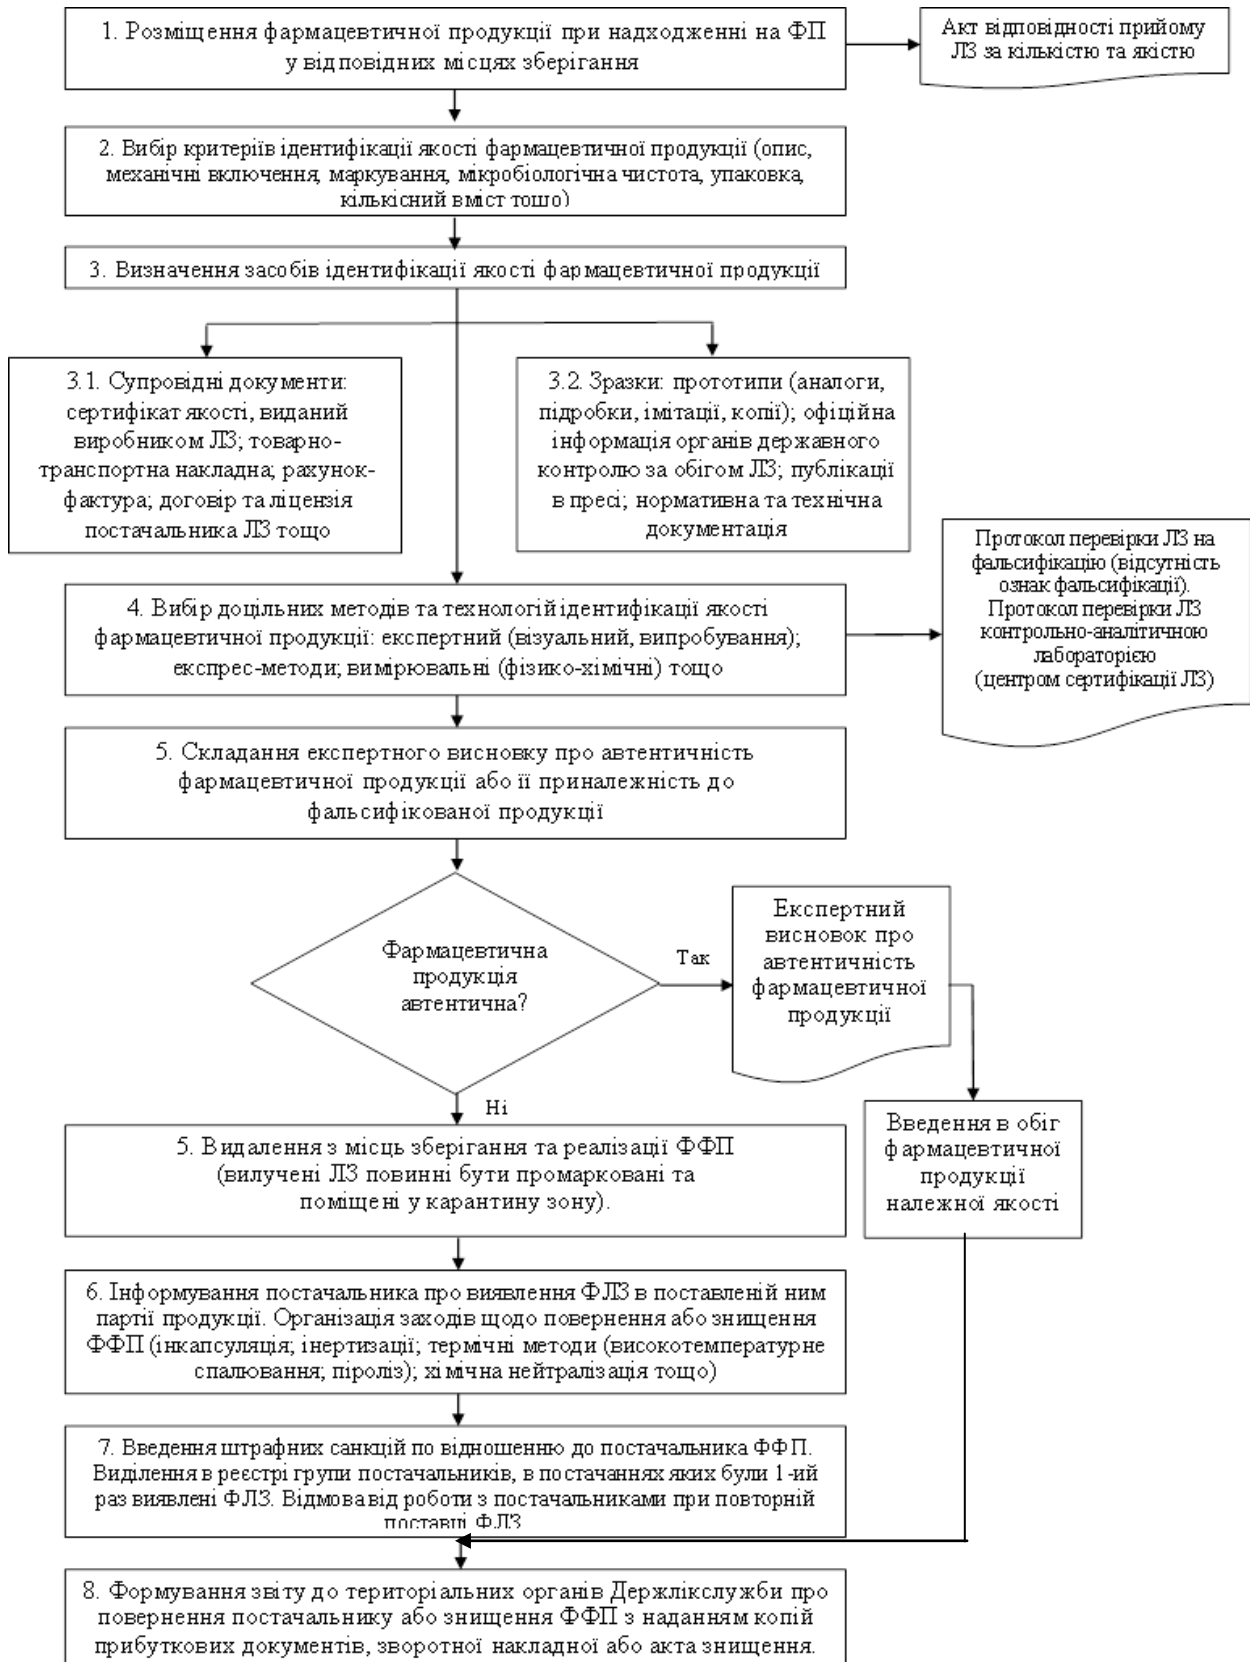 1. Розміщення фармацевтичної продукції при надходженні на ФП
у відповідних місцях зберігання
Акт відповідності прийому
ЛЗ за кількістю та якістю
2. Вибір критеріїв ідентифікації якості фармацевтичної продукції (опис,
механічні включення, маркування, мікробіологічна чистота, упаковка,
кількісний вміст тощо)
3. Визначення засобів ідентифікації якості фармацевтичної продукції
3.1. Супровідні документи:
сертифікат якості, виданий
виробником ЛЗ; товарно-
транспортна накладна; рахунок-
фактура; договір та ліцензія
постачальника ЛЗ тощо
3.2. Зразки: прототипи (аналоги,
підробки, імітації, копії); офіційна
інформація органів державного
контролю за обігом ЛЗ; публікації
в пресі; нормативна та технічна
документація
4. Вибір доцільних методів та технологій ідентифікації якості
фармацевтичної продукції: експертний (візуальний, випробування);
експрес-методи; вимірювальні (фізико-хімічні) тощо
Протокол перевірки ЛЗ на
фальсифікацію (відсутність
ознак фальсифікації).
Протокол перевірки ЛЗ
контрольно-аналітичною
лабораторією
(центром сертифікації ЛЗ)
5. Складання експертного висновку про автентичність
фармацевтичної продукції або її приналежність до
фальсифікованої продукції
Фармацевтична
продукція
автентична?
Так
Експертний
висновок про
автентичність
фармацевтичної
продукції
Ні
Введення в обіг
фармацевтичної
продукції
належної якості
5. Видалення з місць зберігання та реалізації ФФП
(вилучені ЛЗ повинні бути промарковані та
поміщені у карантину зону).
6. Інформування постачальника про виявлення ФЛЗ в поставленій ним
партії продукції. Організація заходів щодо повернення або знищення
ФФП (інкапсуляція; інертизації; термічні методи (високотемпературне
спалювання; піроліз); хімічна нейтралізація тощо)
7. Введення штрафних санкцій по відношенню до постачальника ФФП.
Виділення в реєстрі групи постачальників, в постачаннях яких були 1-ий
раз виявлені ФЛЗ. Відмова від роботи з постачальниками при повторній
поставці ФЛЗ
8. Формування звіту до територіальних органів Держлікслужби про
повернення постачальнику або знищення ФФП з наданням копій
прибуткових документів, зворотної накладної або акта знищення.